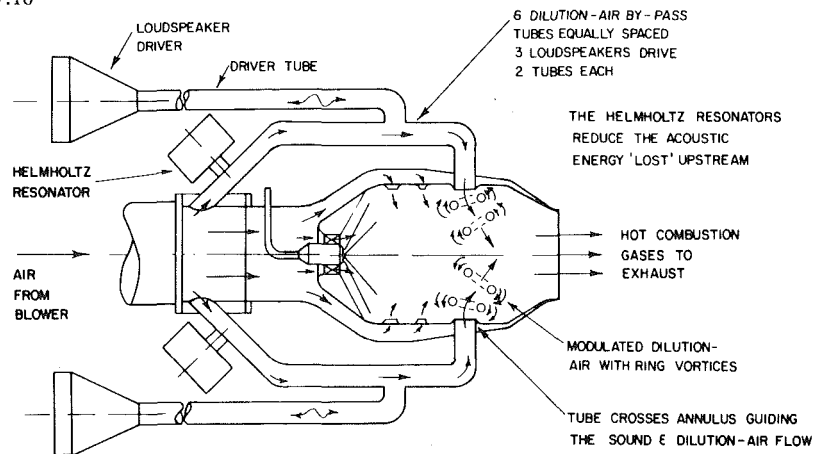 LOUDSPEAKER
DRIVER
DRIVER TUBE
6 DILUTION-AIR BY-PASS
TUBES EQUALLY SPACED
3 LOUDSPEAKERS DRIVE
2 TUBES EACH
THE HELMHOLTZ RESONATORS
REDUCE THE ACOUSTIC
ENERGY 'LOST' UPSTREAM
HELMHOLTZ
RESONATOR
AIR
FROM
BLOWER
HOT COMBUSTION
GASES TO
EXHAUST
MODULATED DILUTION-
AIR WITH RING VORTICES
TUBE CROSSES ANNULUS GUIDING
THE SOUND & DILUTION-AIR FLOW